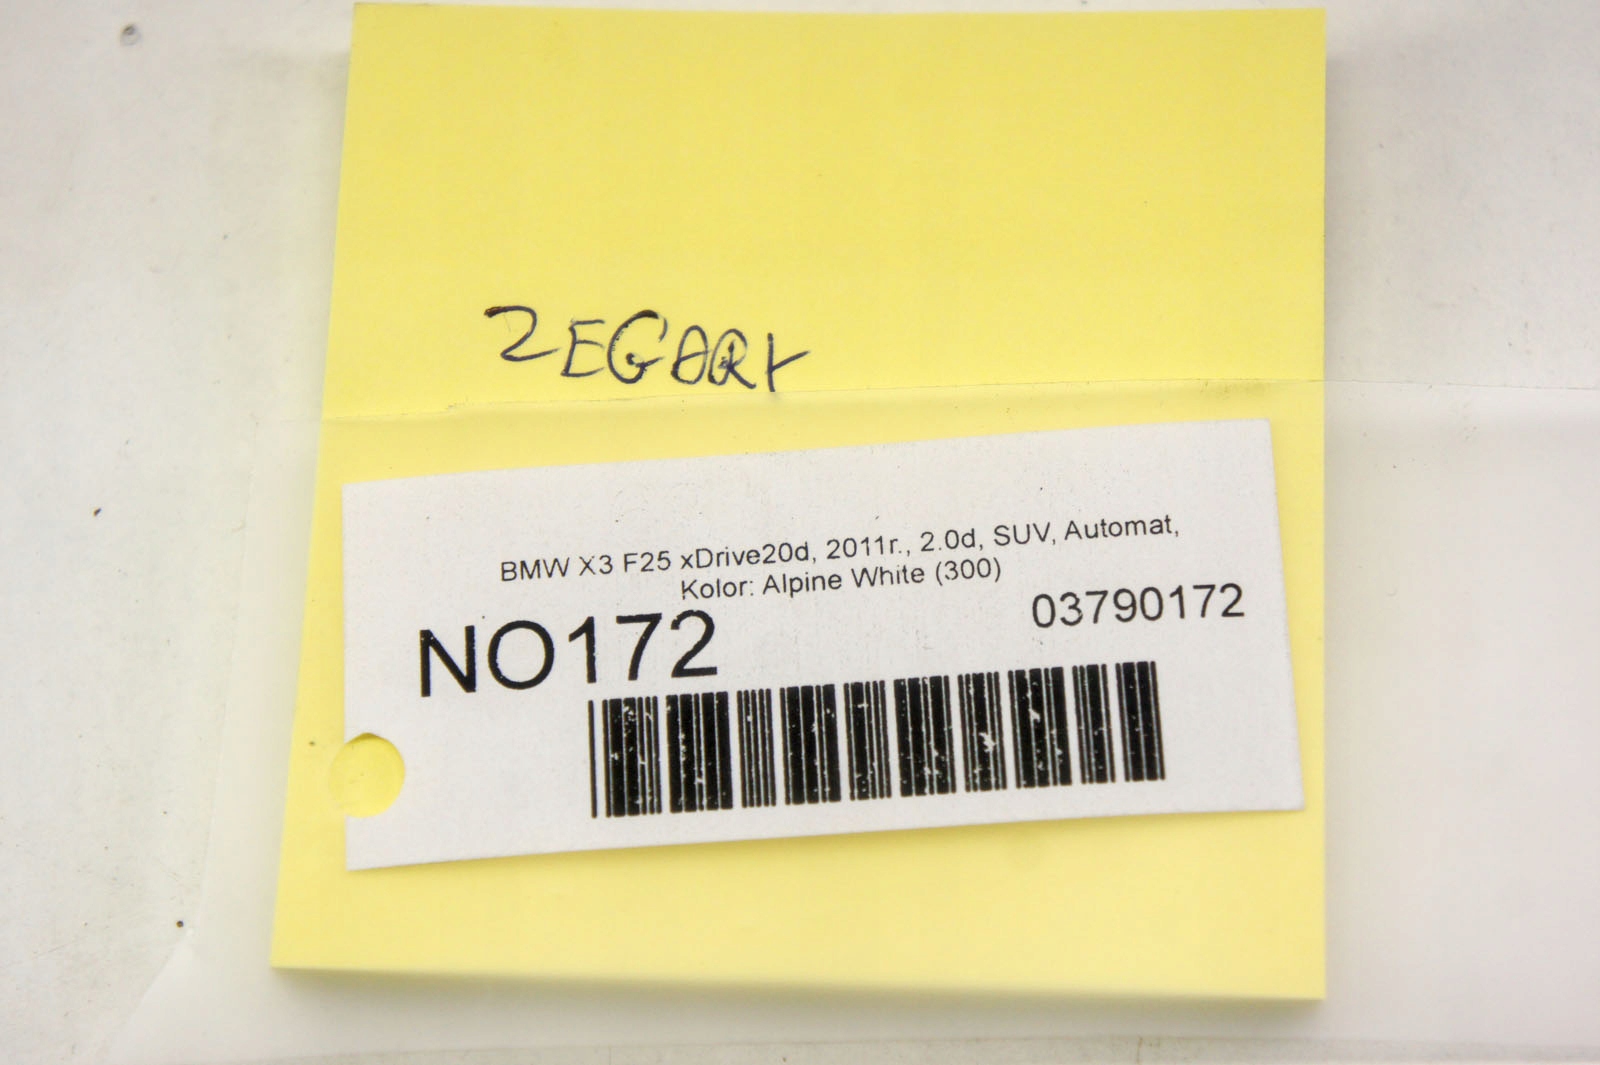 ZEGARY
BMW X3 F25 xDrive20d, 2011r., 2.0d, SUV, Automat,
Kolor: Alpine White (300)
NO172
03790172